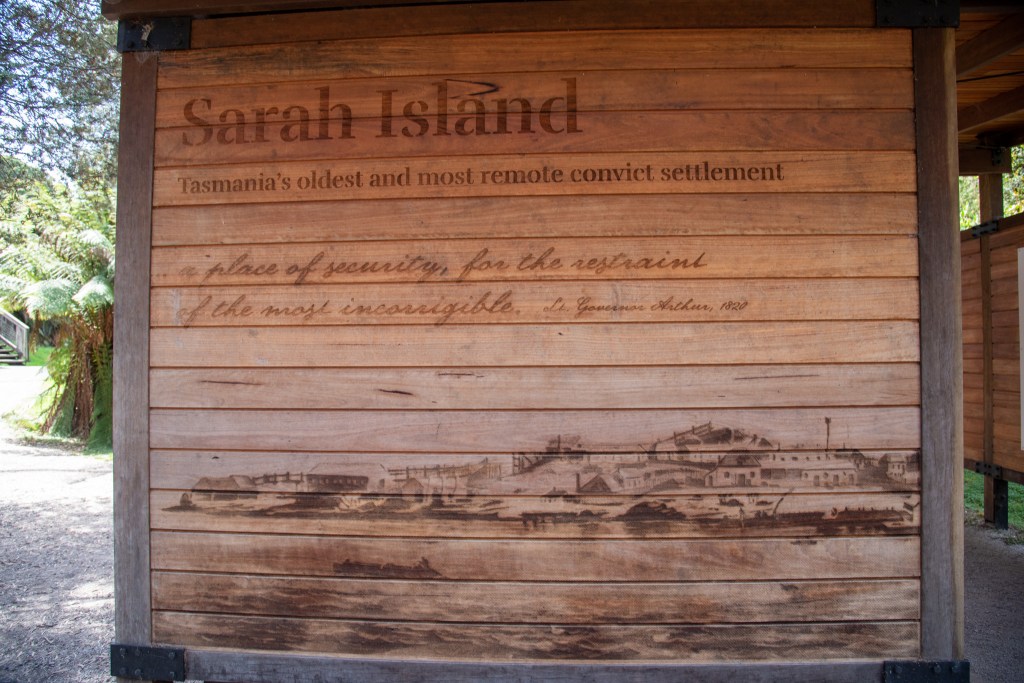 Sarah Island
Tasmania's oldest and most remote convict settlement
a place of security, for the restraint
of the most incorrigible. Lt. Governor Arthur, 1820